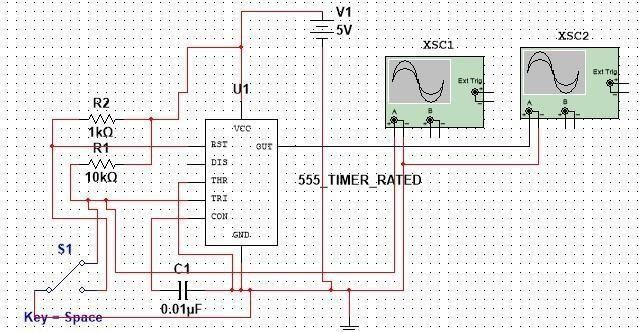 V1
5V
XSC1
XSC2
Ext Trig
Ext Trig
A
B
A
B
U1
R2
1kΩ
R1
10kΩ
VCC
RST
OUT
DIS
THR
TRI
CON
GND
555_TIMER_RATED
S1
Key = Space
C1
0.01µF